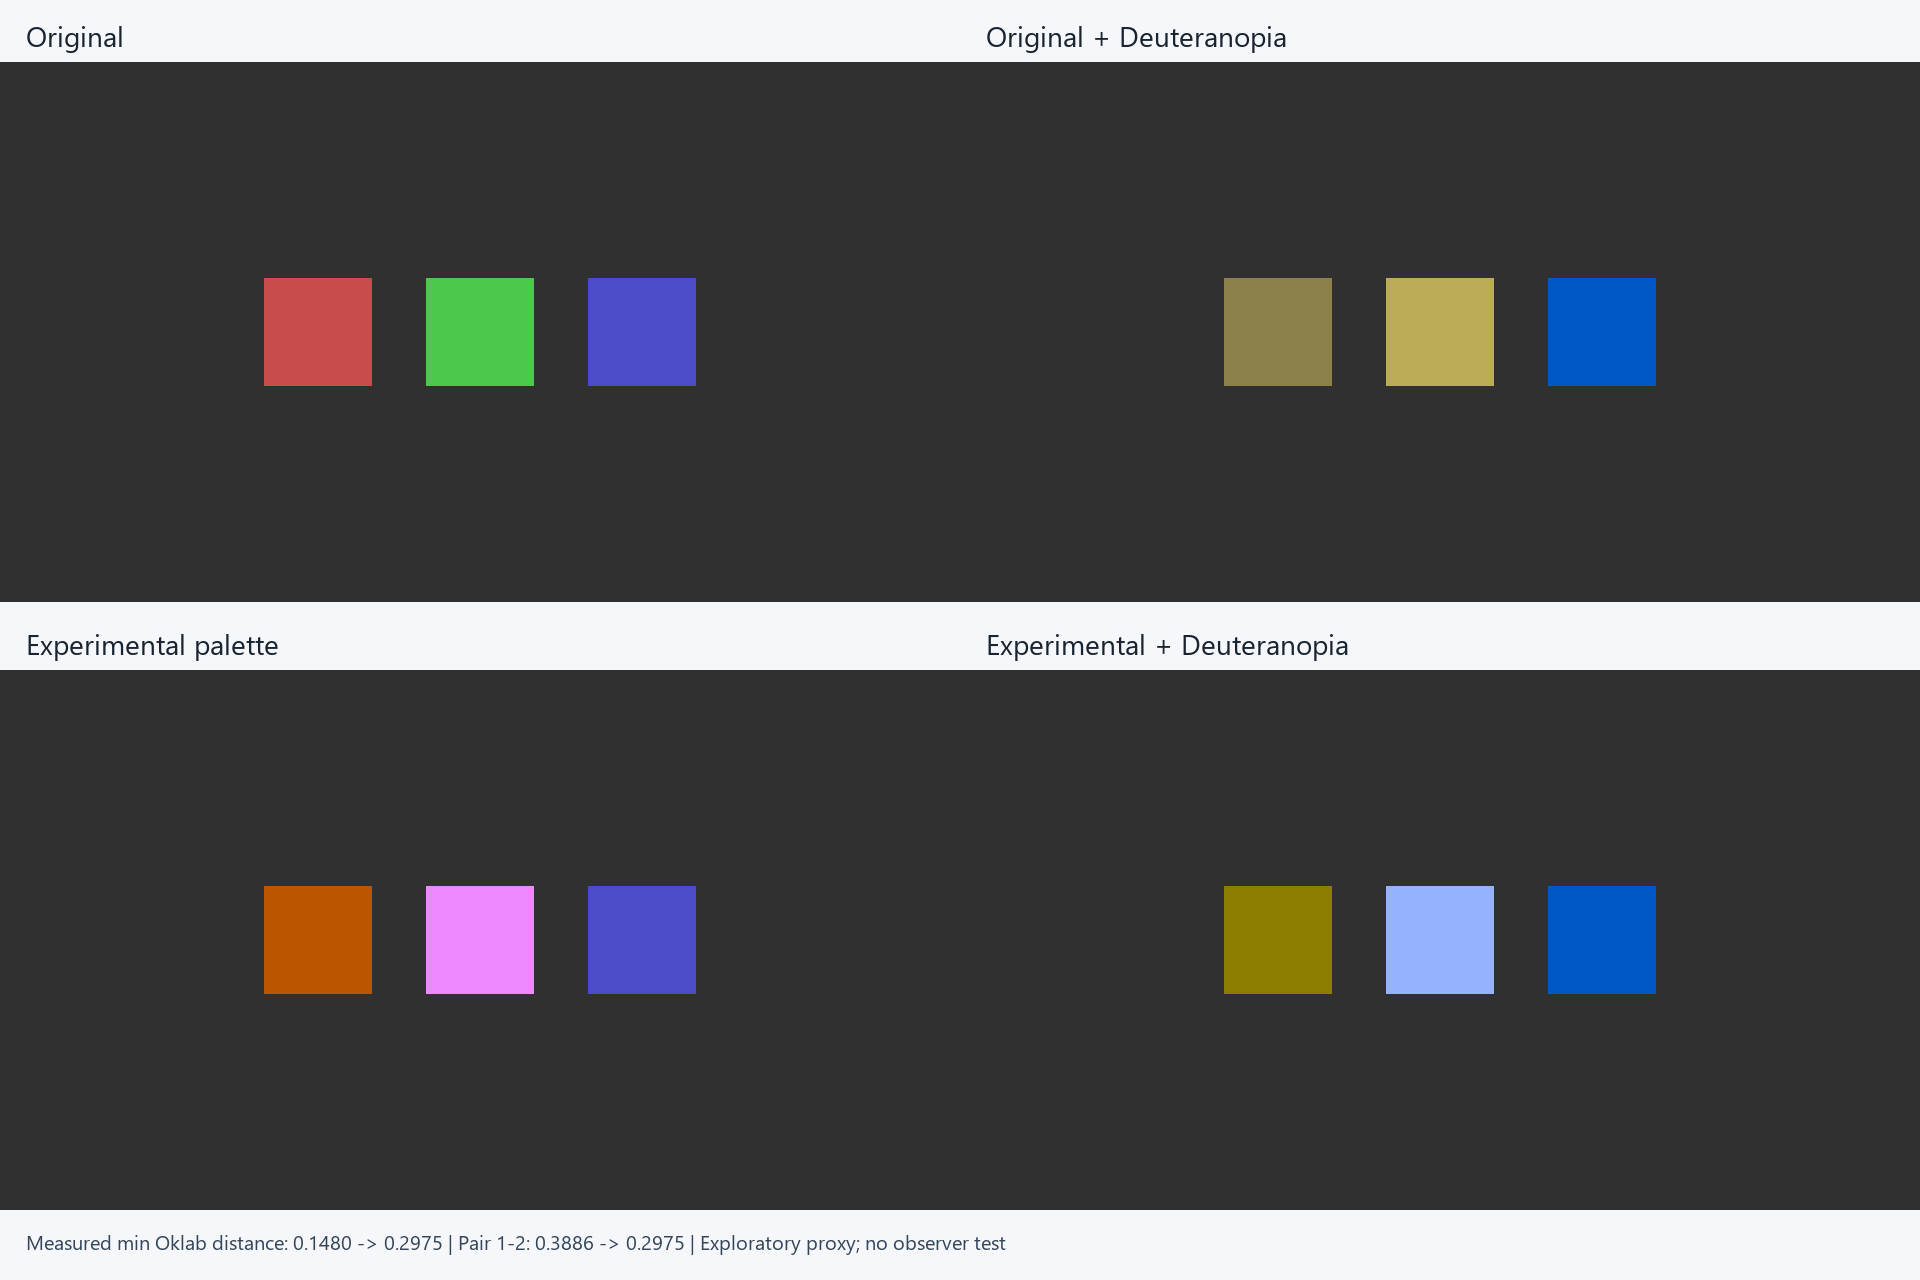 Original
Original + Deuteranopia
Experimental palette
Experimental + Deuteranopia
Measured min Oklab distance: 0.1480 -> 0.2975 | Pair 1-2: 0.3886 -> 0.2975 | Exploratory proxy; no observer test